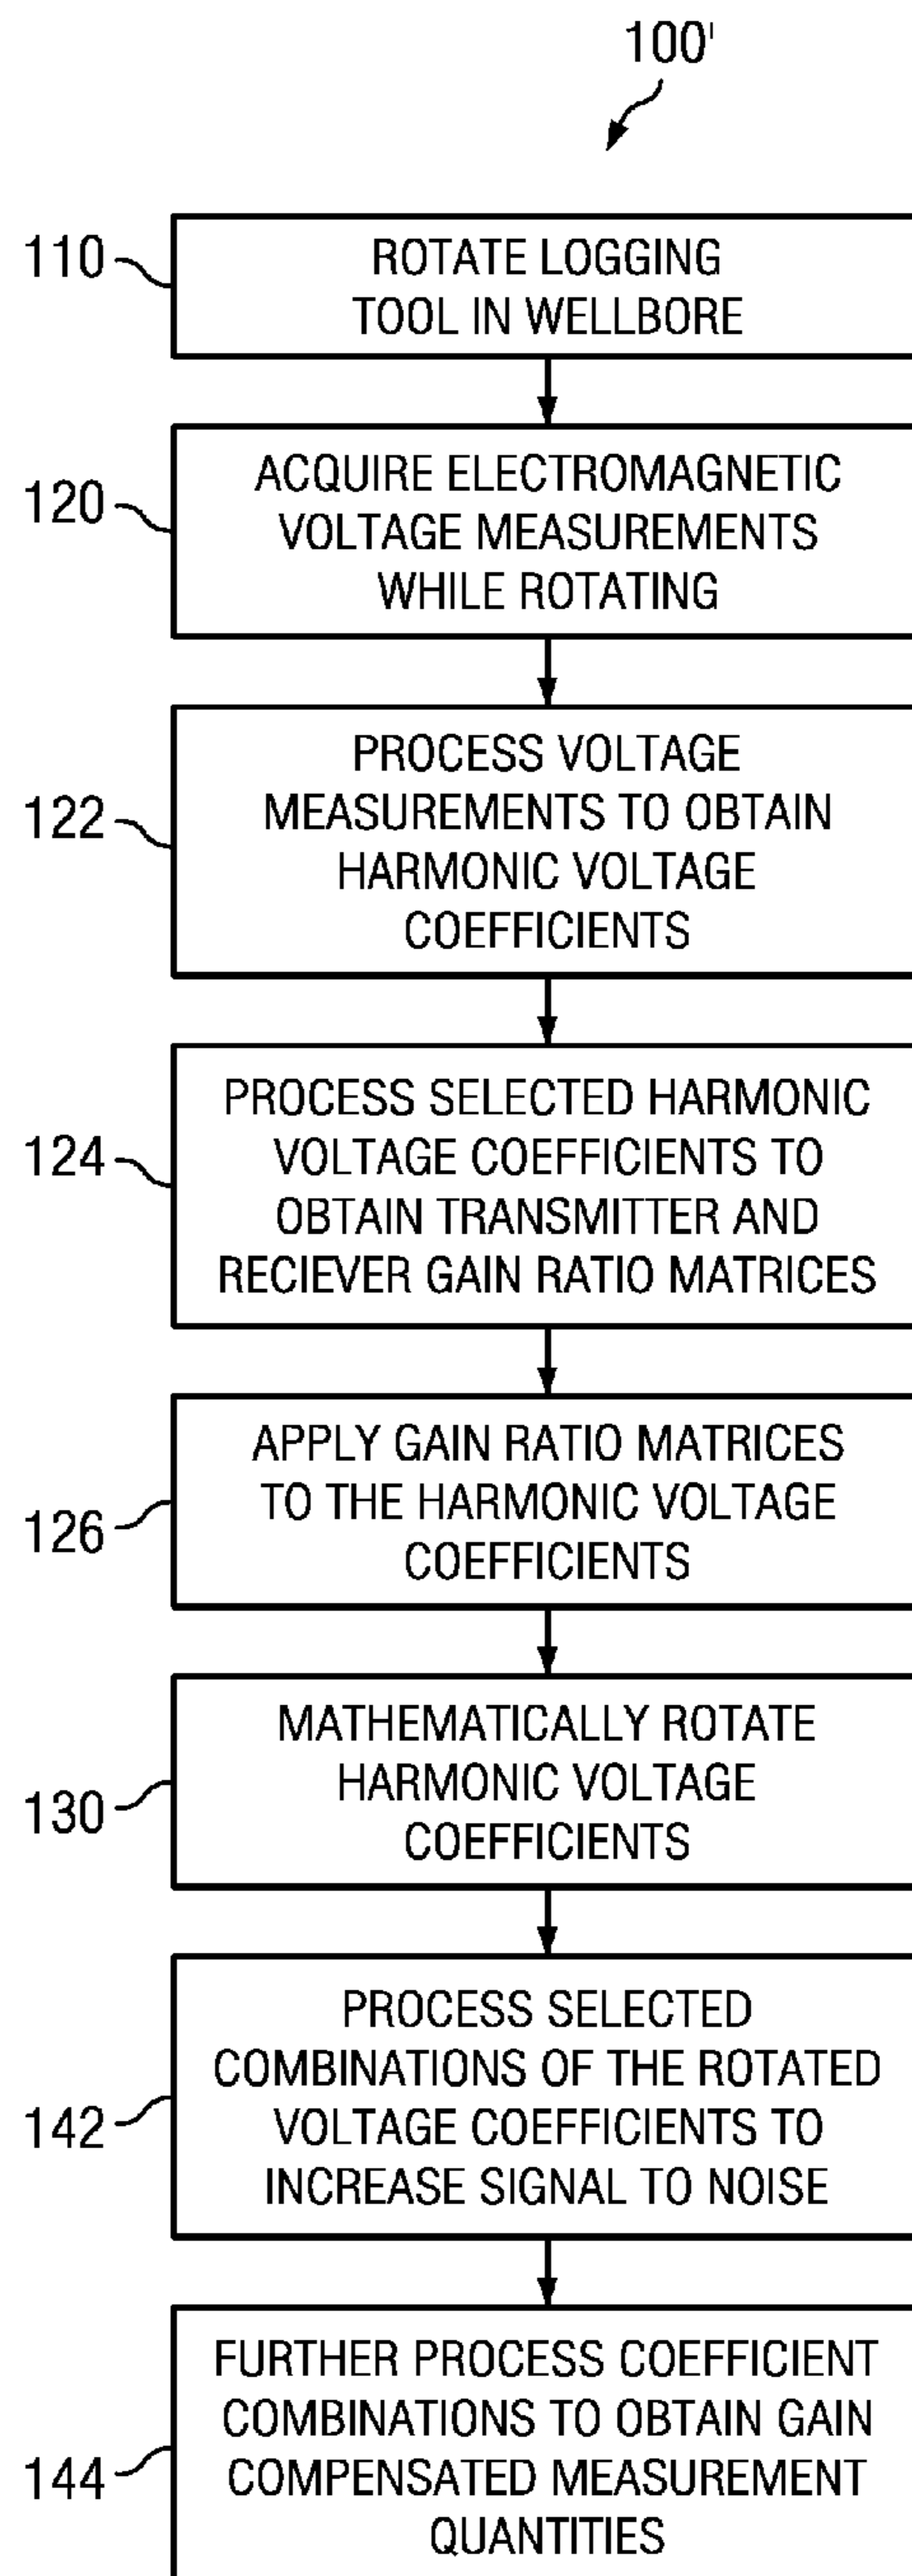 100'
110
ROTATE LOGGING
TOOL IN WELLBORE
120
ACQUIRE ELECTROMAGNETIC
VOLTAGE MEASUREMENTS
WHILE ROTATING
122
PROCESS VOLTAGE
MEASUREMENTS TO OBTAIN
HARMONIC VOLTAGE
COEFFICIENTS
124
PROCESS SELECTED HARMONIC
VOLTAGE COEFFICIENTS TO
OBTAIN TRANSMITTER AND
RECIEVER GAIN RATIO MATRICES
126
APPLY GAIN RATIO MATRICES
TO THE HARMONIC VOLTAGE
COEFFICIENTS
130
MATHEMATICALLY ROTATE
HARMONIC VOLTAGE
COEFFICIENTS
142
PROCESS SELECTED
COMBINATIONS OF THE ROTATED
VOLTAGE COEFFICIENTS TO
INCREASE SIGNAL TO NOISE
144
FURTHER PROCESS COEFFICIENT
COMBINATIONS TO OBTAIN GAIN
COMPENSATED MEASUREMENT
QUANTITIES